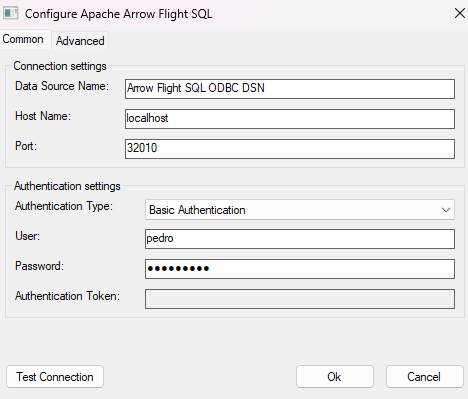 Configure Apache Arrow Flight SQL
Common Advanced
Connection settings
Data Source Name: Arrow Flight SQL ODBC DSN
Host Name: localhost
Port: 32010
Authentication settings
Authentication Type: Basic Authentication
User: pedro
Password: ●●●●●●●●●
Authentication Token:
Test Connection Ok Cancel